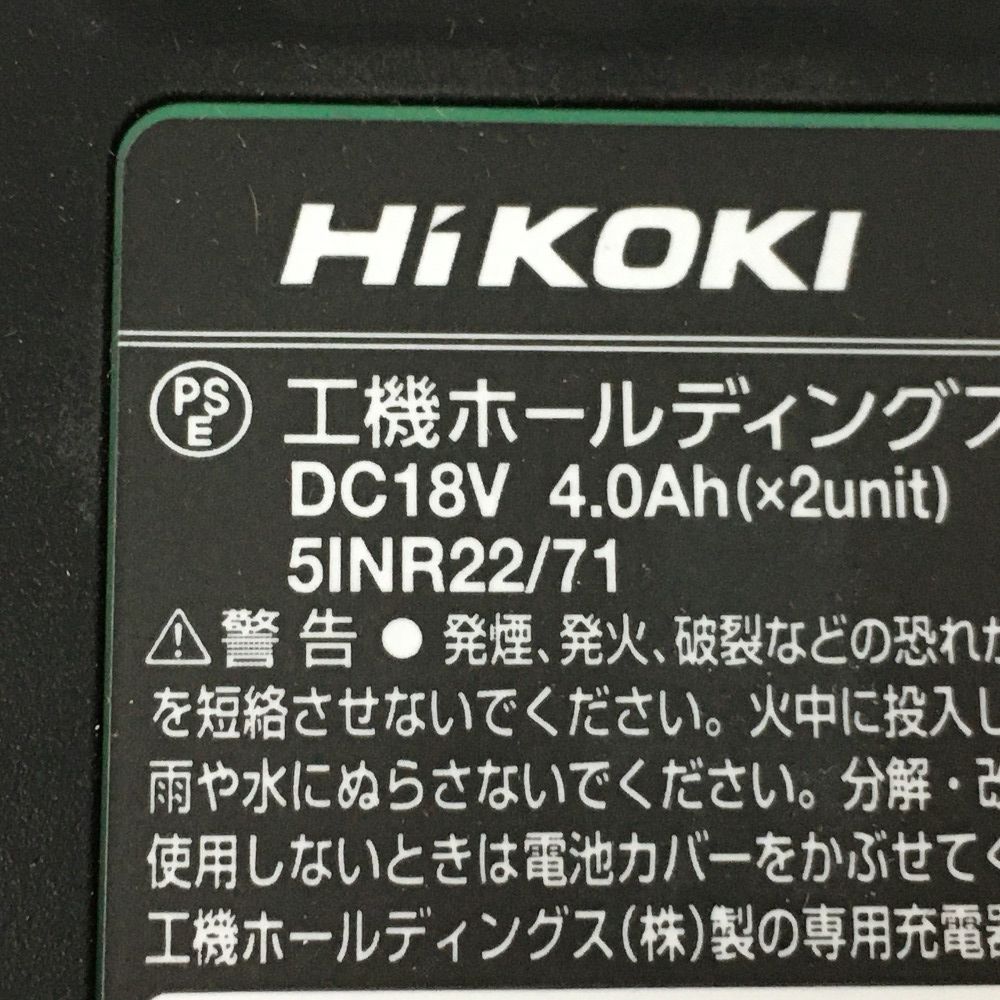 HiKOKI
PSE 工機ホールディングス
DC18V 4.0Ah(×2unit)
5INR22/71
⚠警告 ● 発煙、発火、破裂などの恐れ
を短絡させないでください。火中に投入し
雨や水にぬらさないでください。分解・改
使用しないときは電池カバーをかぶせてく
工機ホールディングス(株)製の専用充電器